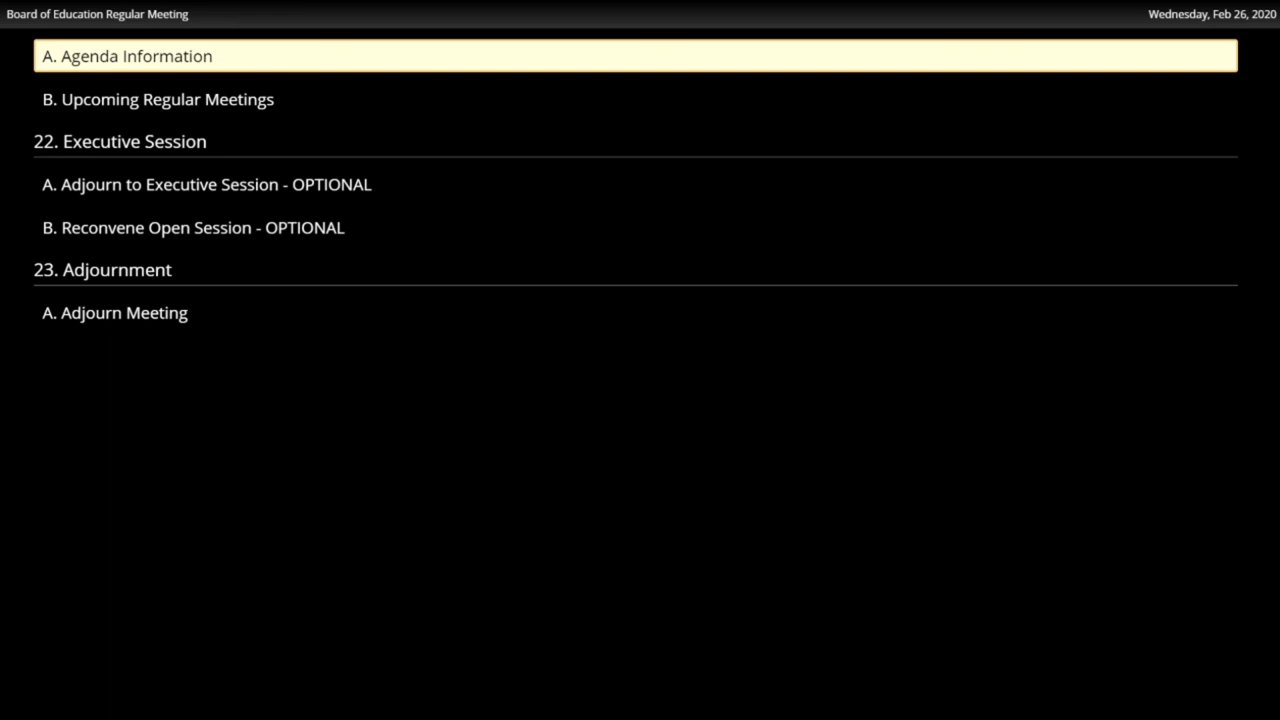 Board of Education Regular Meeting
Wednesday, Feb 26, 2020
A. Agenda Information
B. Upcoming Regular Meetings
22. Executive Session
A. Adjourn to Executive Session - OPTIONAL
B. Reconvene Open Session - OPTIONAL
23. Adjournment
A. Adjourn Meeting